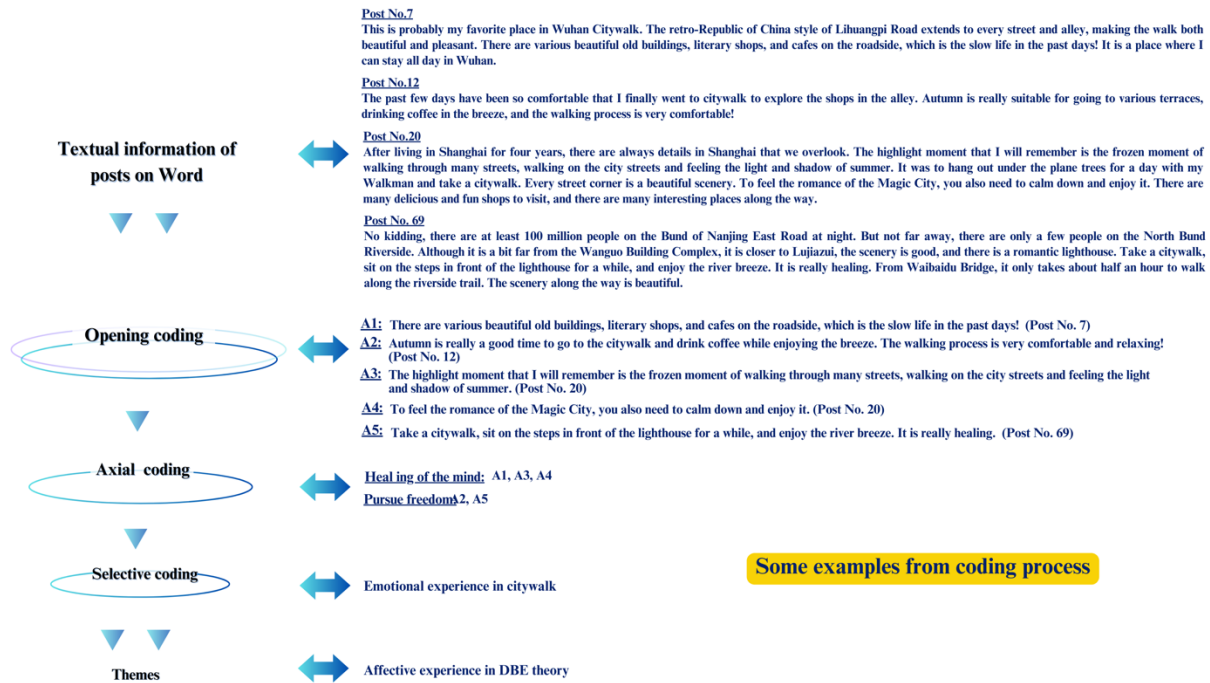 Post No.7
This is probably my favorite place in Wuhan Citywalk. The retro-Republic of China style of Lihuangpi Road extends to every street and alley, making the walk both
beautiful and pleasant. There are various beautiful old buildings, literary shops, and cafes on the roadside, which is the slow life in the past days! It is a place where I
can stay all day in Wuhan.
Post No.12
The past few days have been so comfortable that I finally went to citywalk to explore the shops in the alley. Autumn is really suitable for going to various terraces,
drinking coffee in the breeze, and the walking process is very comfortable!
Textual information of
posts on Word
Post No.20
After living in Shanghai for four years, there are always details in Shanghai that we overlook. The highlight moment that I will remember is the frozen moment of
walking through many streets, walking on the city streets and feeling the light and shadow of summer. It was to hang out under the plane trees for a day with my
Walkman and take a citywalk. Every street corner is a beautiful scenery. To feel the romance of the Magic City, you also need to calm down and enjoy it. There are
many delicious and fun shops to visit, and there are many interesting places along the way.
Post No. 69
No kidding, there are at least 100 million people on the Bund of Nanjing East Road at night. But not far away, there are only a few people on the North Bund
Riverside. Although it is a bit far from the Wanguo Building Complex, it is closer to Lujiazui, the scenery is good, and there is a romantic lighthouse. Take a citywalk,
sit on the steps in front of the lighthouse for a while, and enjoy the river breeze. It is really healing. From Waibaidu Bridge, it only takes about half an hour to walk
along the riverside trail. The scenery along the way is beautiful.
Opening coding
A1: There are various beautiful old buildings, literary shops, and cafes on the roadside, which is the slow life in the past days! (Post No. 7)
A2: Autumn is really a good time to go to the citywalk and drink coffee while enjoying the breeze. The walking process is very comfortable and relaxing!
(Post No. 12)
A3: The highlight moment that I will remember is the frozen moment of walking through many streets, walking on the city streets and feeling the light
and shadow of summer. (Post No. 20)
A4: To feel the romance of the Magic City, you also need to calm down and enjoy it. (Post No. 20)
A5: Take a citywalk, sit on the steps in front of the lighthouse for a while, and enjoy the river breeze. It is really healing. (Post No. 69)
Axial coding
Healing of the mind: A1, A3, A4
Pursue freedom: A2, A5
Selective coding
Emotional experience in citywalk
Some examples from coding process
Themes
Affective experience in DBE theory